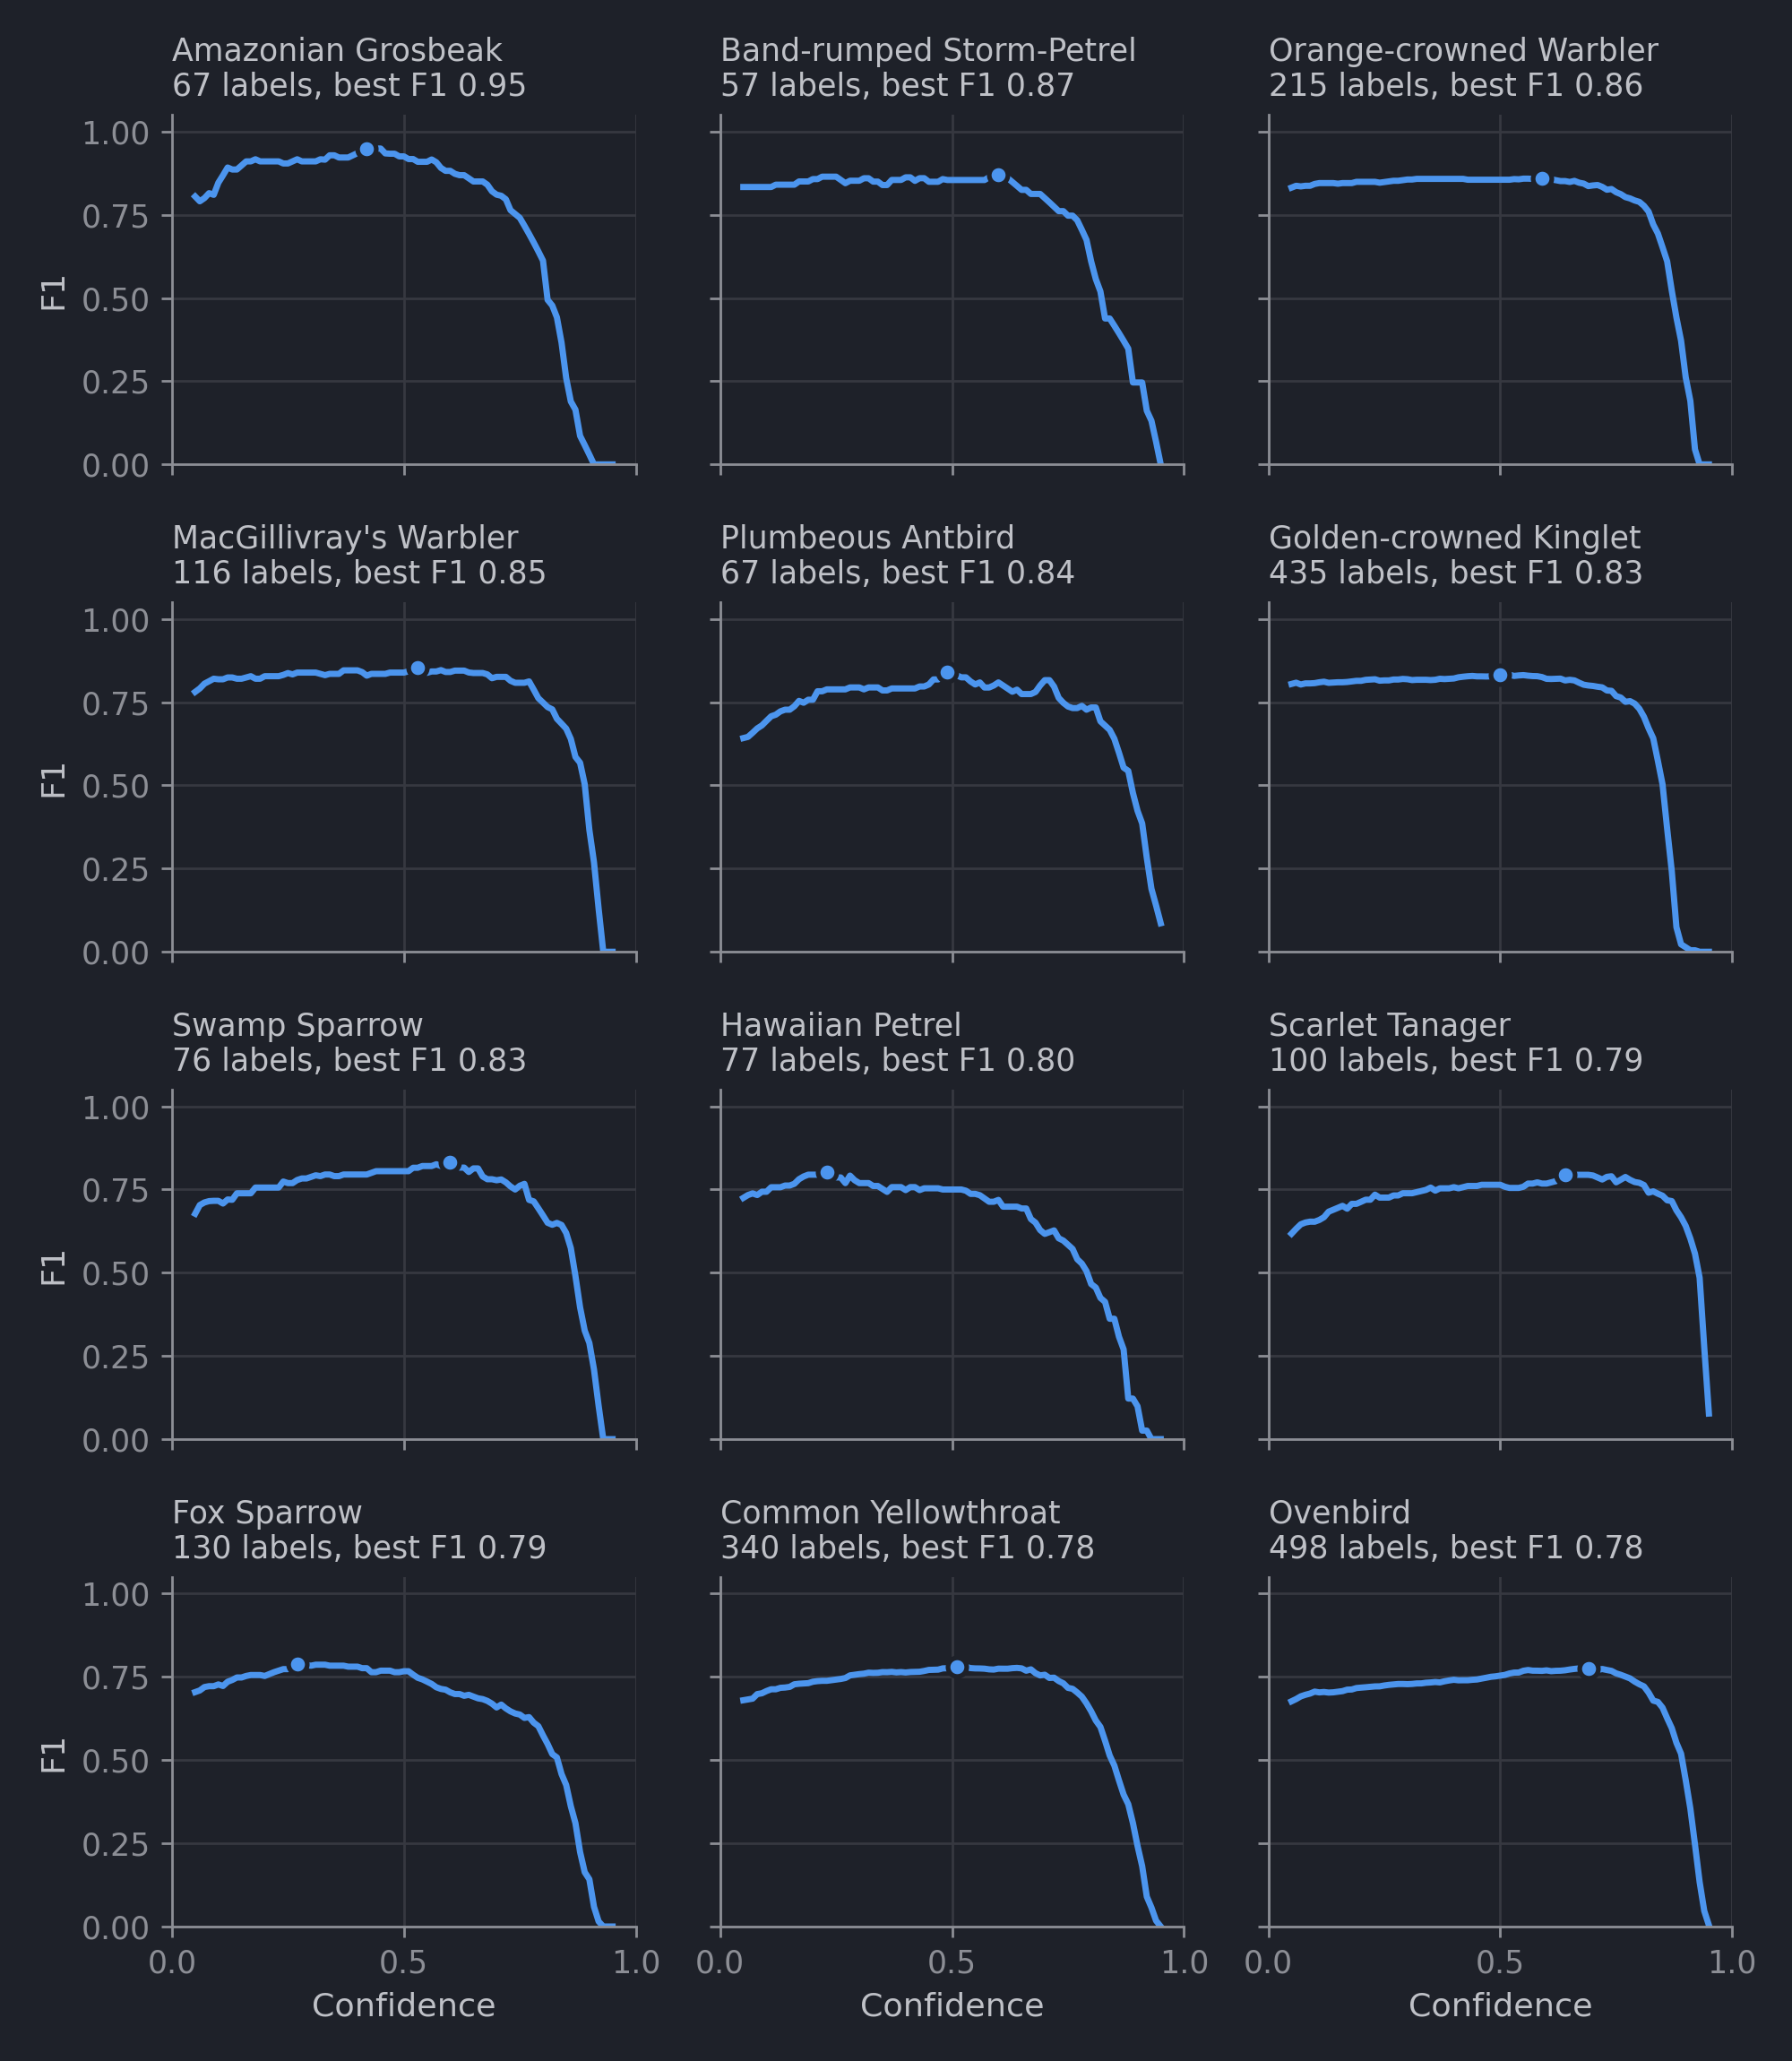 Amazonian Grosbeak
67 labels, best F1 0.95
Band-rumped Storm-Petrel
57 labels, best F1 0.87
Orange-crowned Warbler
215 labels, best F1 0.86
1.00
0.75
0.50
0.25
0.00
F1
MacGillivray's Warbler
116 labels, best F1 0.85
Plumbeous Antbird
67 labels, best F1 0.84
Golden-crowned Kinglet
435 labels, best F1 0.83
1.00
0.75
0.50
0.25
0.00
F1
Swamp Sparrow
76 labels, best F1 0.83
Hawaiian Petrel
77 labels, best F1 0.80
Scarlet Tanager
100 labels, best F1 0.79
1.00
0.75
0.50
0.25
0.00
F1
Fox Sparrow
130 labels, best F1 0.79
Common Yellowthroat
340 labels, best F1 0.78
Ovenbird
498 labels, best F1 0.78
1.00
0.75
0.50
0.25
0.00
F1
0.0 0.5 1.0
0.0 0.5 1.0
0.0 0.5 1.0
Confidence
Confidence
Confidence